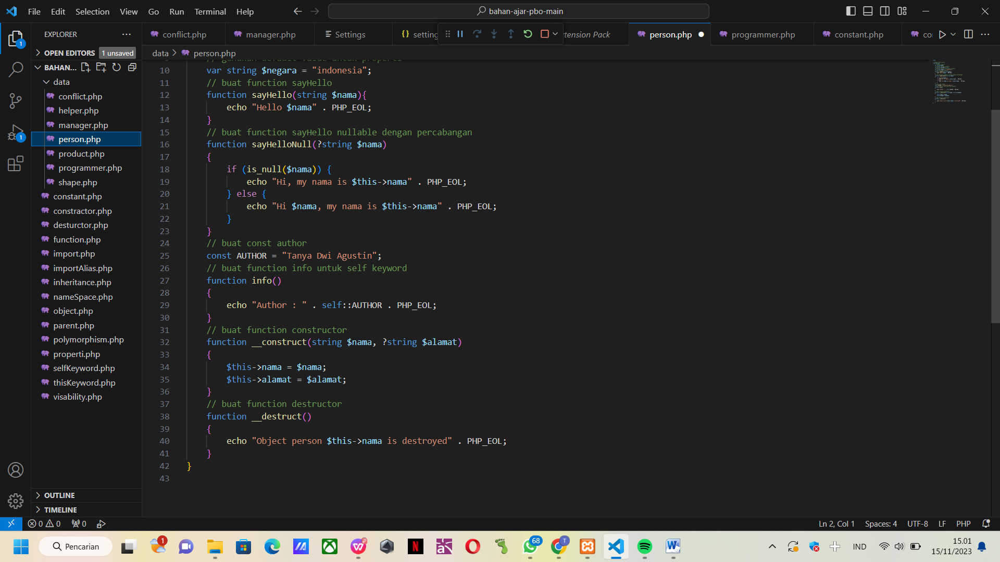 File Edit Selection View Go Run Terminal Help
bahan-ajar-pbo-main
EXPLORER
conflict.php
manager.php
Settings
{} setting
tension Pack
person.php
programmer.php
constant.php
co
OPEN EDITORS 1 unsaved
data > person.php
BAHAN...
data
conflict.php
helper.php
manager.php
person.php
product.php
programmer.php
shape.php
constant.php
constractor.php
desturctor.php
function.php
import.php
importAlias.php
inheritance.php
nameSpace.php
object.php
parent.php
polymorphism.php
properti.php
selfKeyword.php
thisKeyword.php
visability.php
OUTLINE
TIMELINE
10 var string $negara = "indonesia";
11 // buat function sayHello
12 function sayHello(string $nama){
13 echo "Hello $nama" . PHP_EOL;
14 }
15 // buat function sayHello nullable dengan percabangan
16 function sayHelloNull(?string $nama)
17 {
18 if (is_null($nama)) {
19 echo "Hi, my nama is $this->nama" . PHP_EOL;
20 } else {
21 echo "Hi $nama, my nama is $this->nama" . PHP_EOL;
22 }
23 }
24 // buat const author
25 const AUTHOR = "Tanya Dwi Agustin";
26 // buat function info untuk self keyword
27 function info()
28 {
29 echo "Author : " . self::AUTHOR . PHP_EOL;
30 }
31 // buat function constructor
32 function __construct(string $nama, ?string $alamat)
33 {
34 $this->nama = $nama;
35 $this->alamat = $alamat;
36 }
37 // buat function destructor
38 function __destruct()
39 {
40 echo "Object person $this->nama is destroyed" . PHP_EOL;
41 }
42 }
43
0 0 0
Ln 2, Col 1 Spaces: 4 UTF-8 LF PHP
Pencarian
1
68
T
IND
15.01
15/11/2023